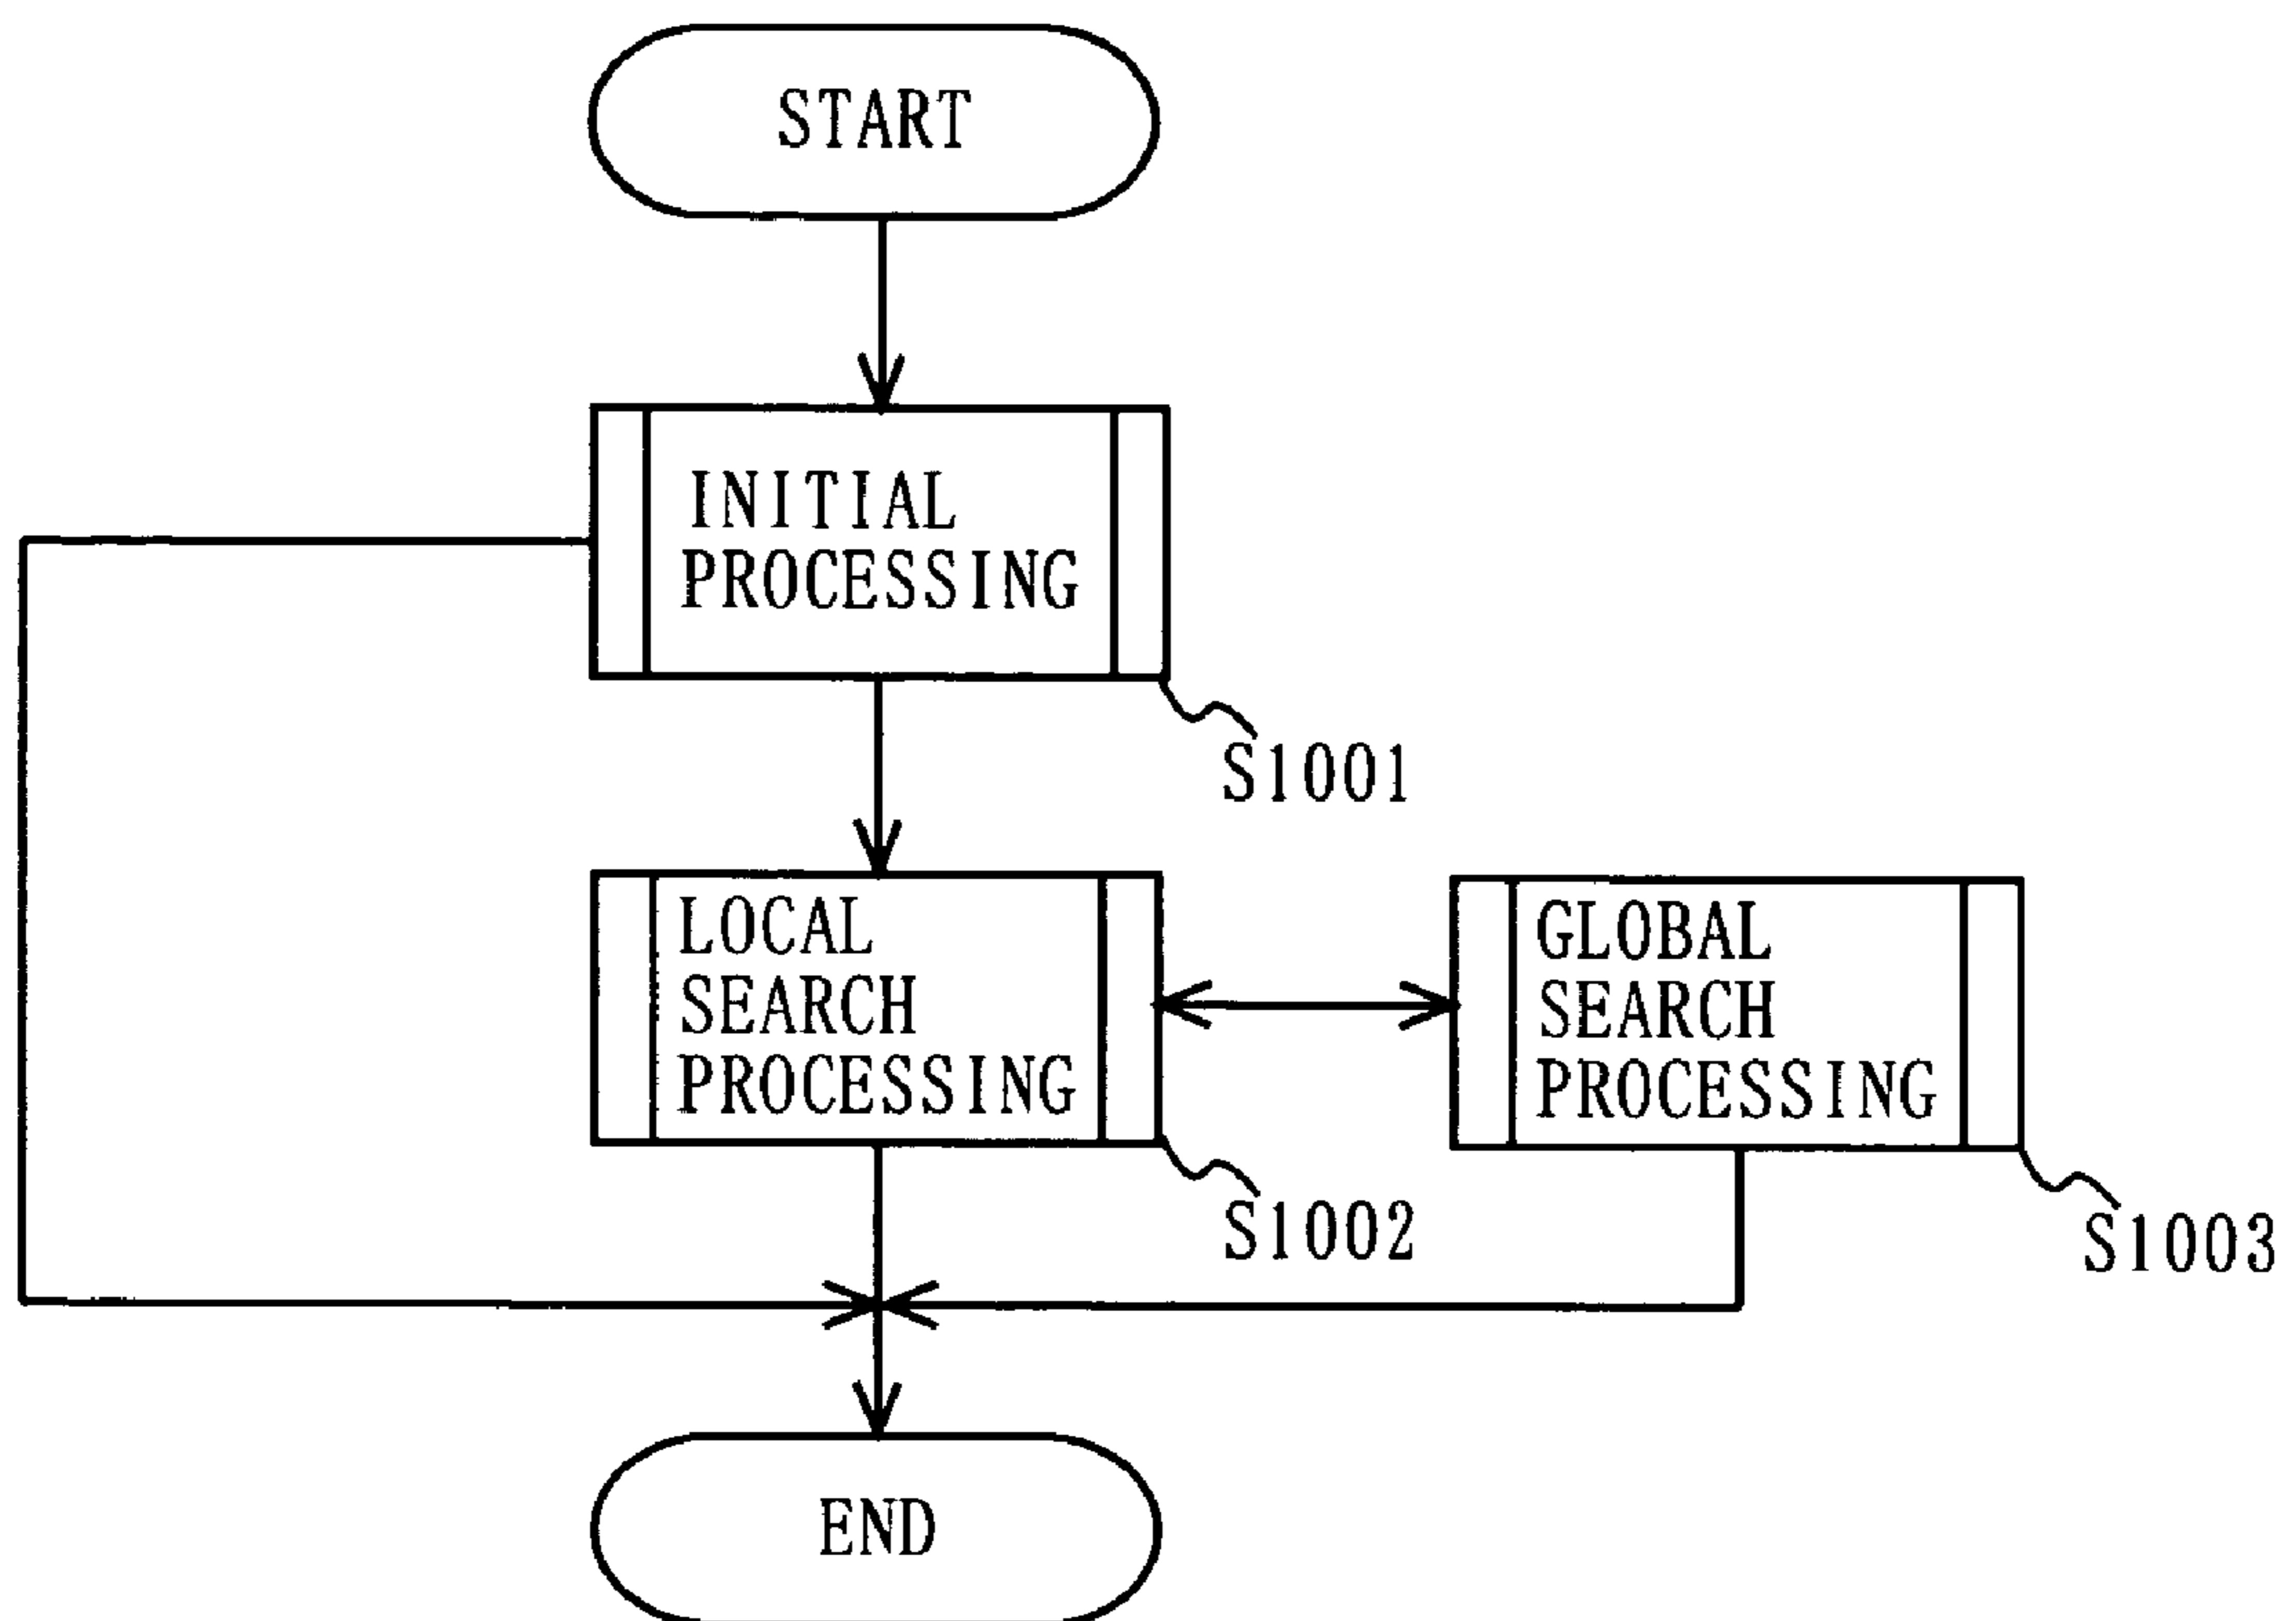 START
INITIAL
PROCESSING
S1001
LOCAL
SEARCH
PROCESSING
S1002
GLOBAL
SEARCH
PROCESSING
S1003
END